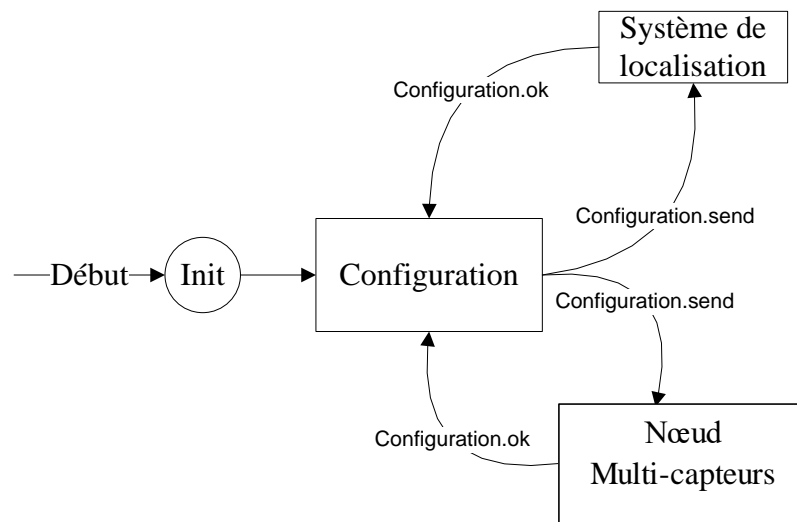 Système de
localisation
Configuration.ok
Configuration.send
Début
Init
Configuration
Configuration.send
Configuration.ok
Nœud
Multi-capteurs